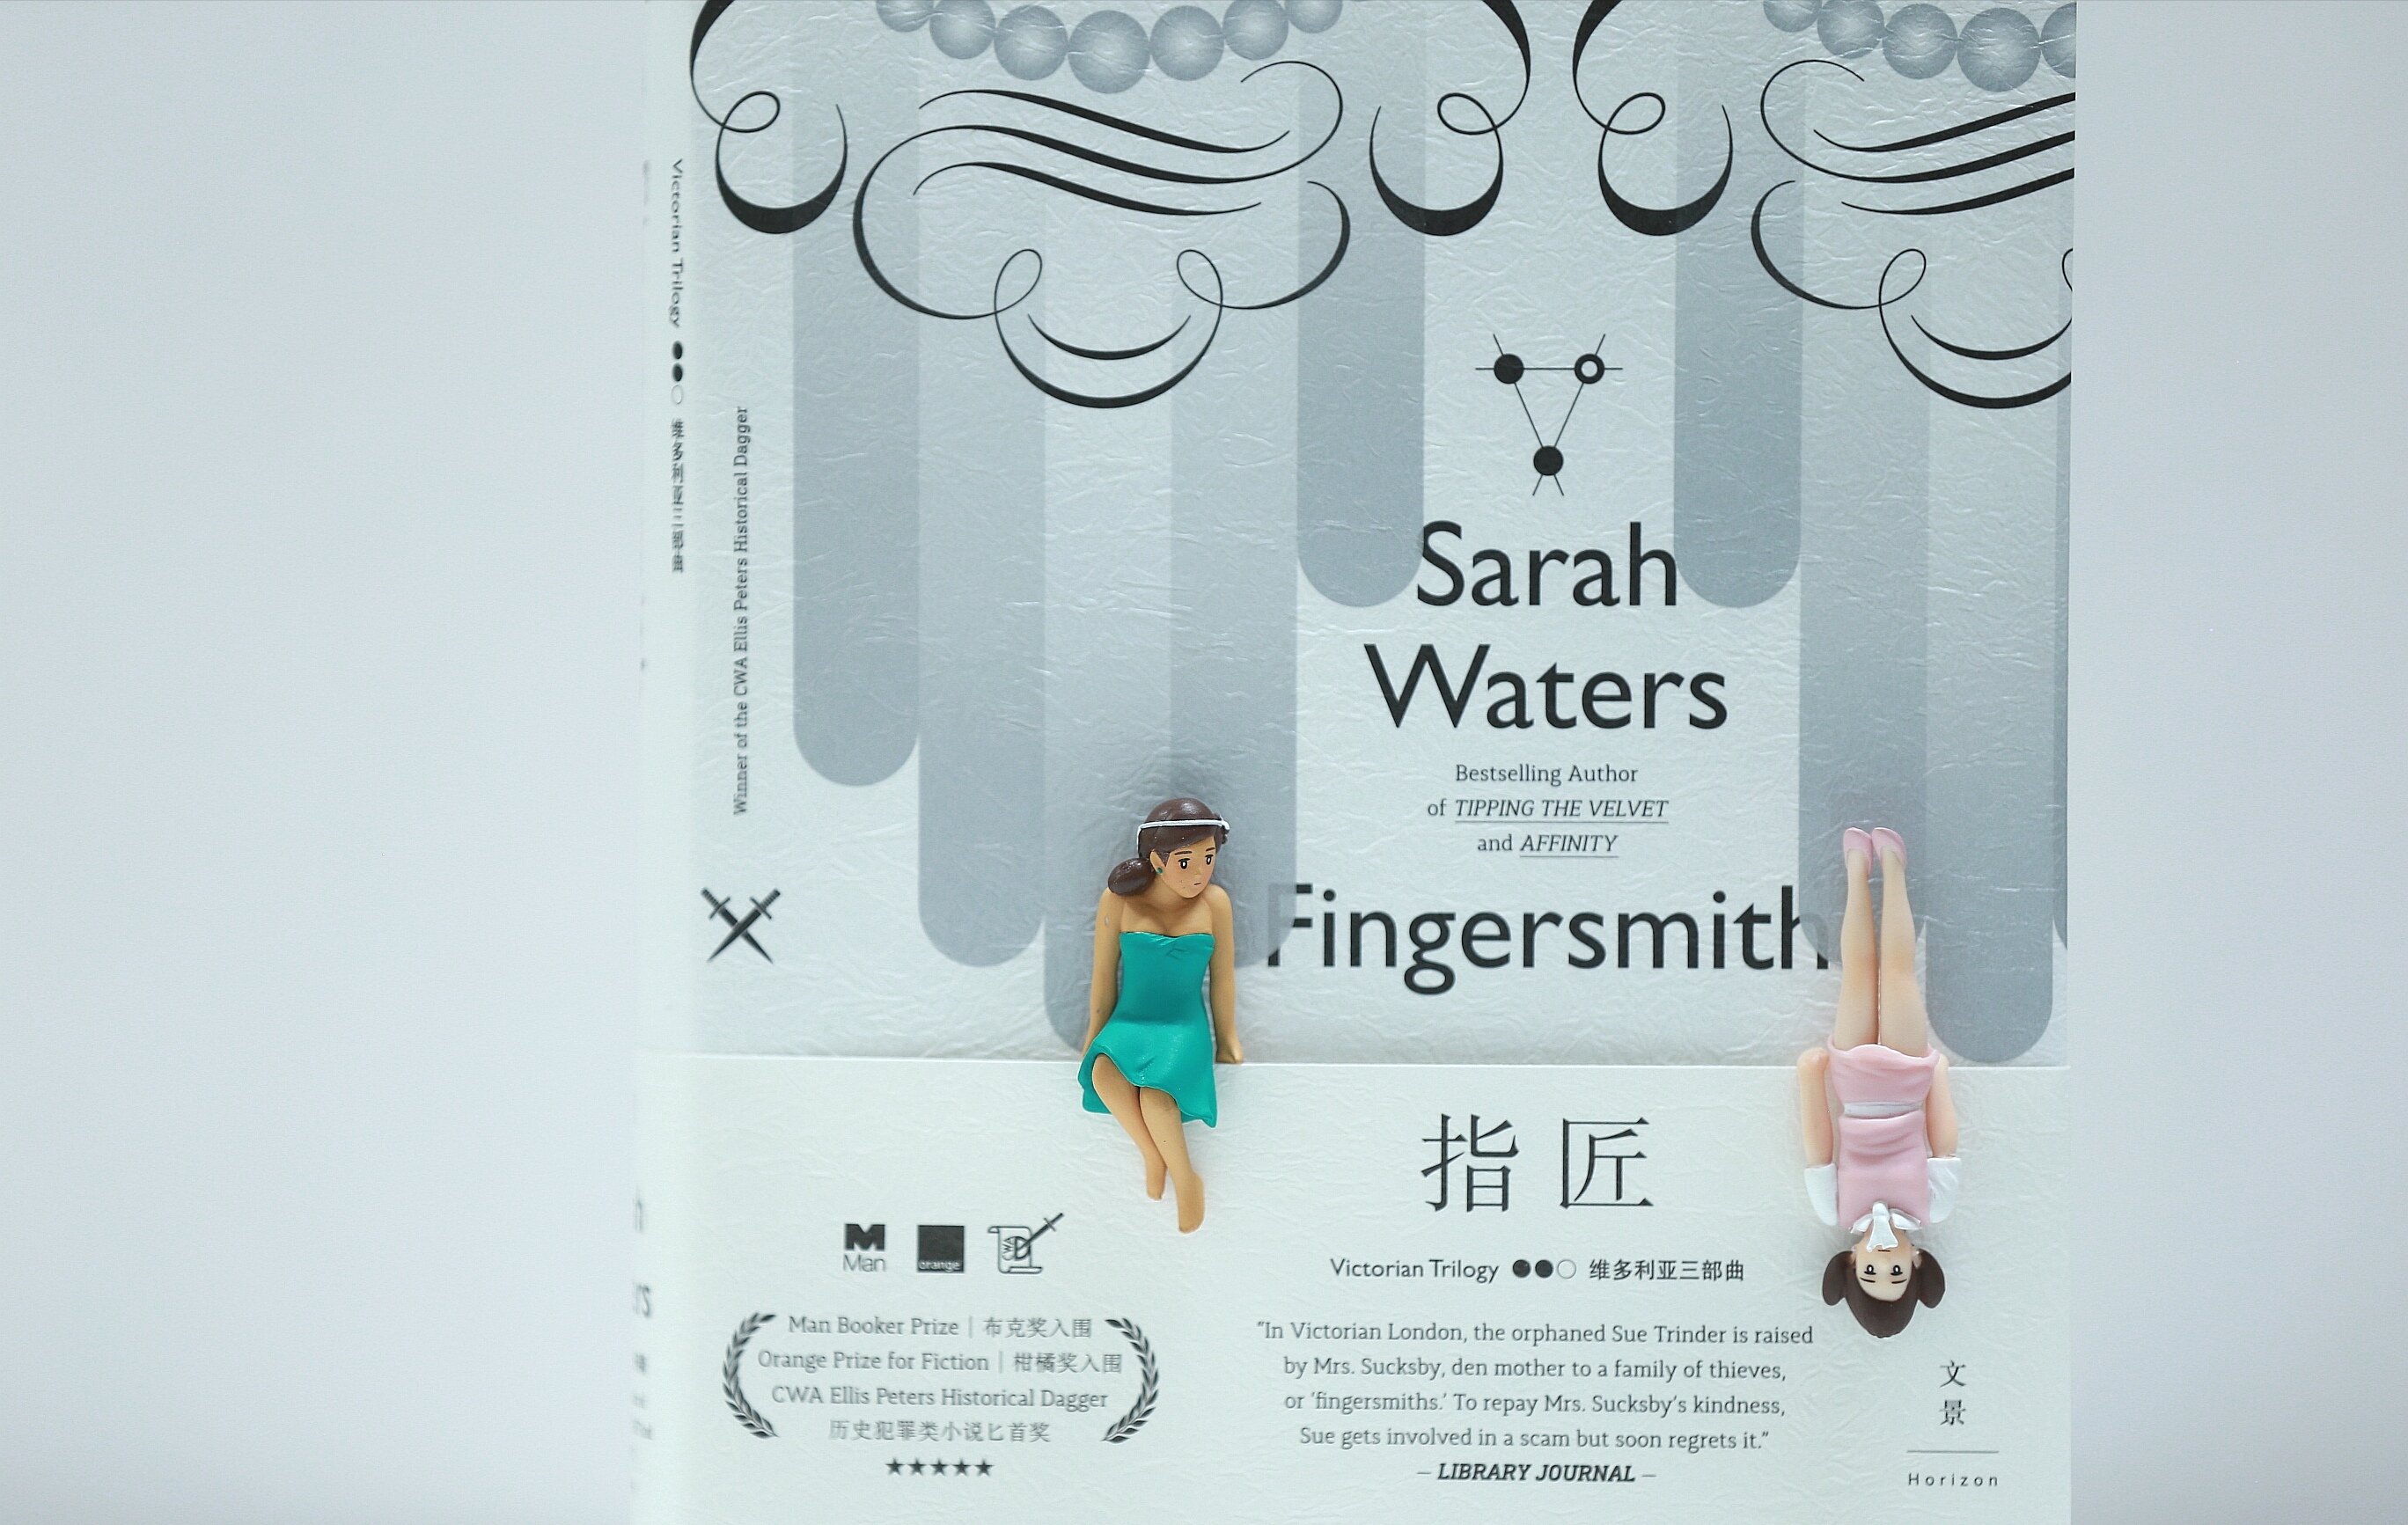 Victorian Trilogy ●●○ 维多利亚三部曲
Winner of the CWA Ellis Peters Historical Dagger
Sarah
Waters
Bestselling Author
of TIPPING THE VELVET
and AFFINITY
Fingersmith
指匠
Victorian Trilogy ●●○ 维多利亚三部曲
"In Victorian London, the orphaned Sue Trinder is raised
by Mrs. Sucksby, den mother to a family of thieves,
or 'fingersmiths.' To repay Mrs. Sucksby's kindness,
Sue gets involved in a scam but soon regrets it."
– LIBRARY JOURNAL –
M
Man
orange
CWA
Man Booker Prize | 布克奖入围
Orange Prize for Fiction | 柑橘奖入围
CWA Ellis Peters Historical Dagger
历史犯罪类小说匕首奖
★★★★★
文
景
Horizon